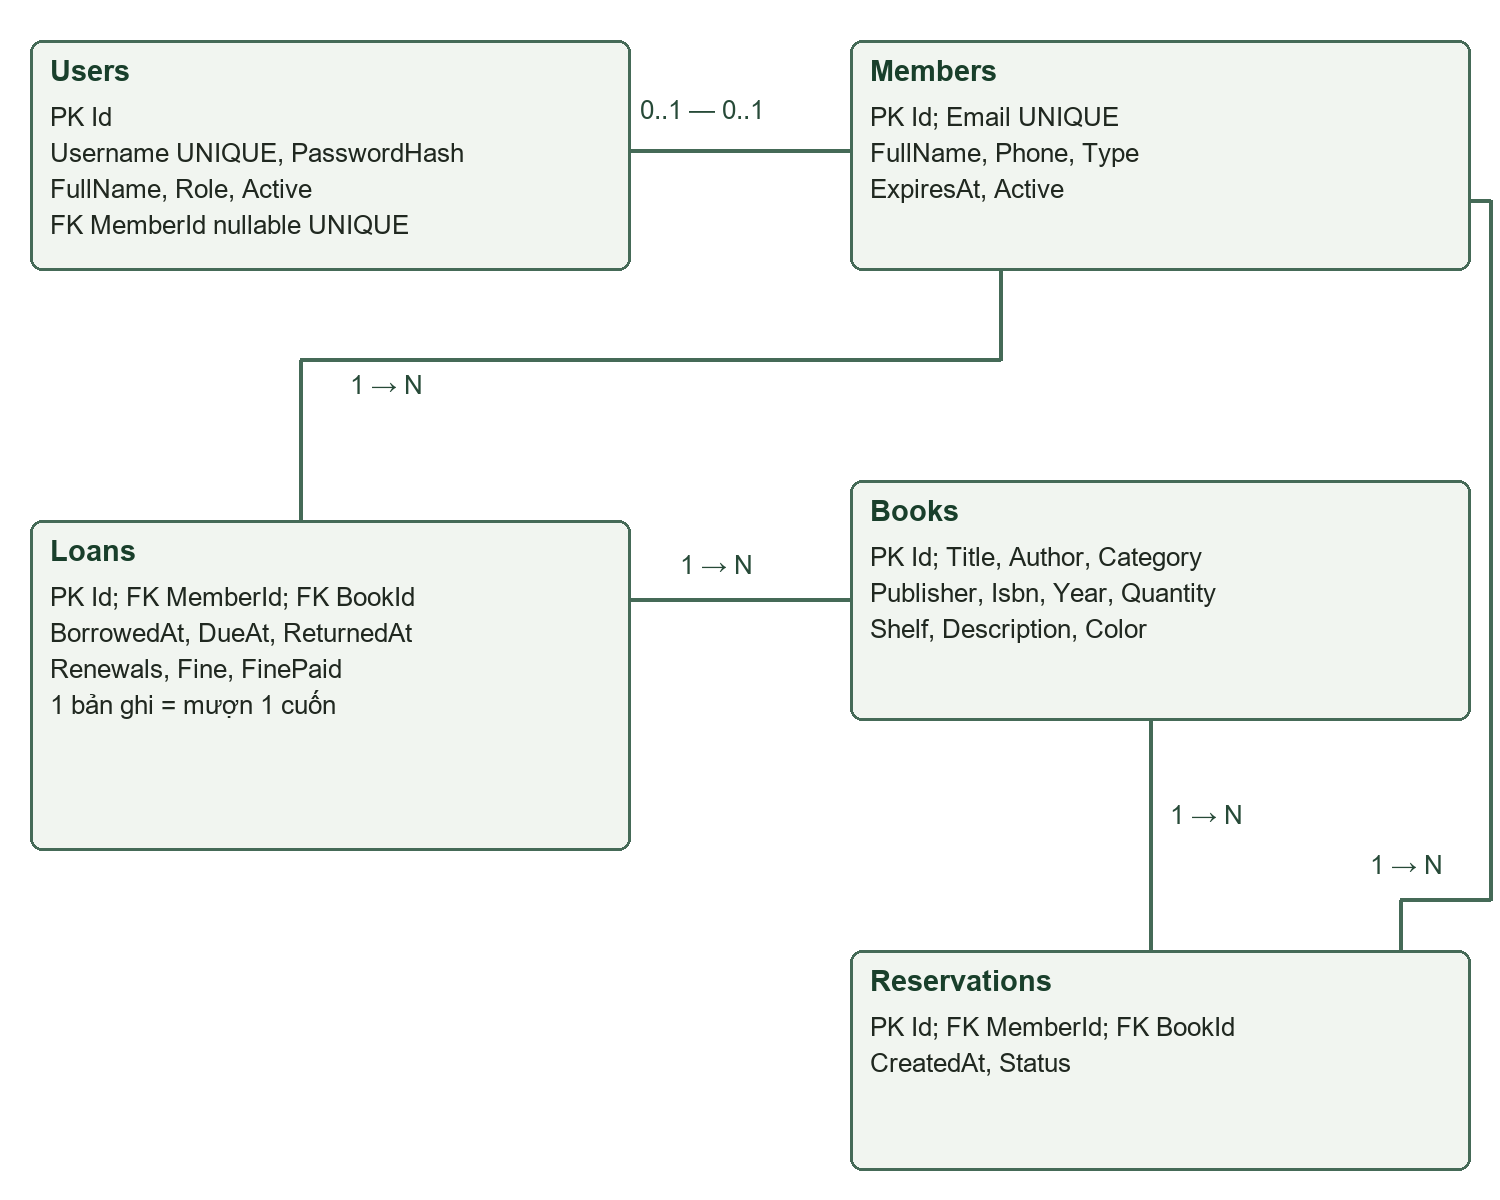 Users
PK Id
Username UNIQUE, PasswordHash
FullName, Role, Active
FK MemberId nullable UNIQUE
0..1 — 0..1
Members
PK Id; Email UNIQUE
FullName, Phone, Type
ExpiresAt, Active
1 → N
Loans
PK Id; FK MemberId; FK BookId
BorrowedAt, DueAt, ReturnedAt
Renewals, Fine, FinePaid
1 bản ghi = mượn 1 cuốn
1 → N
Books
PK Id; Title, Author, Category
Publisher, Isbn, Year, Quantity
Shelf, Description, Color
1 → N
1 → N
Reservations
PK Id; FK MemberId; FK BookId
CreatedAt, Status